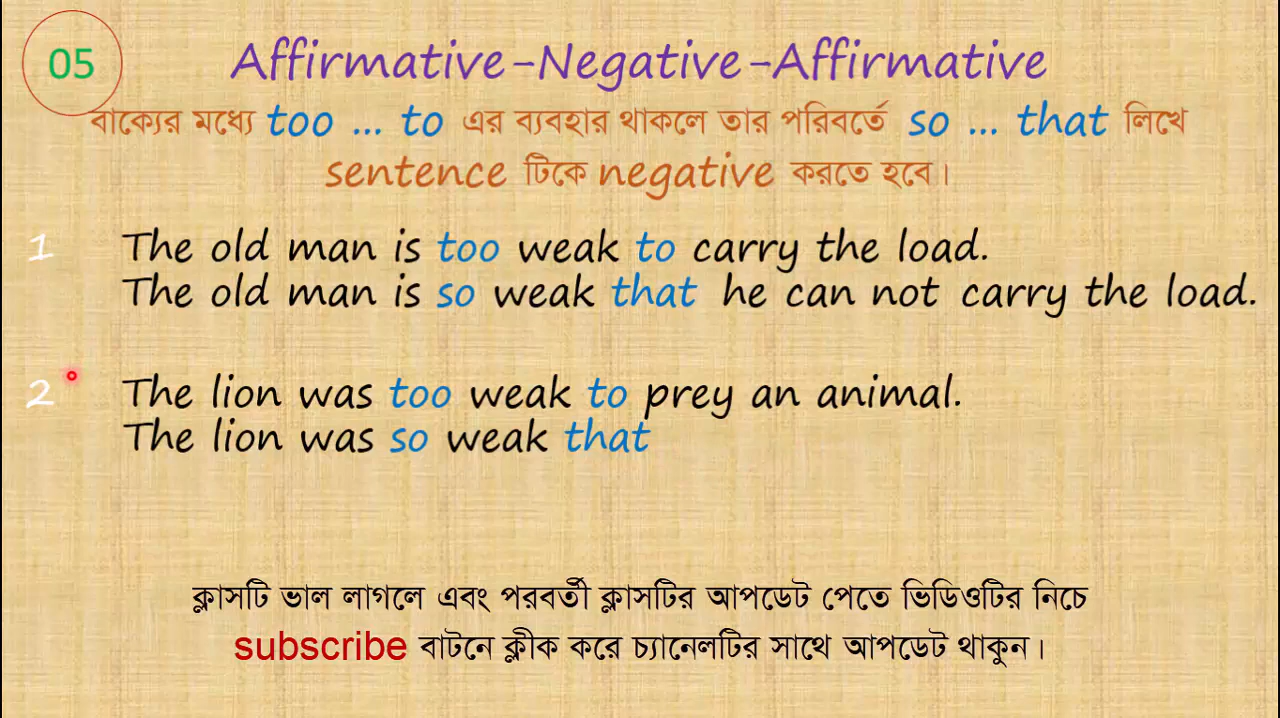 05
Affirmative-Negative-Affirmative
বাক্যের মধ্যে too ... to এর ব্যবহার থাকলে তার পরিবর্তে so ... that লিখে
sentence টিকে negative করতে হবে।
1 The old man is too weak to carry the load.
The old man is so weak that he can not carry the load.
2 The lion was too weak to prey an animal.
The lion was so weak that
ক্লাসটি ভাল লাগলে এবং পরবর্তী ক্লাসটির আপডেট পেতে ভিডিওটির নিচে
subscribe বাটনে ক্লীক করে চ্যানেলটির সাথে আপডেট থাকুন।